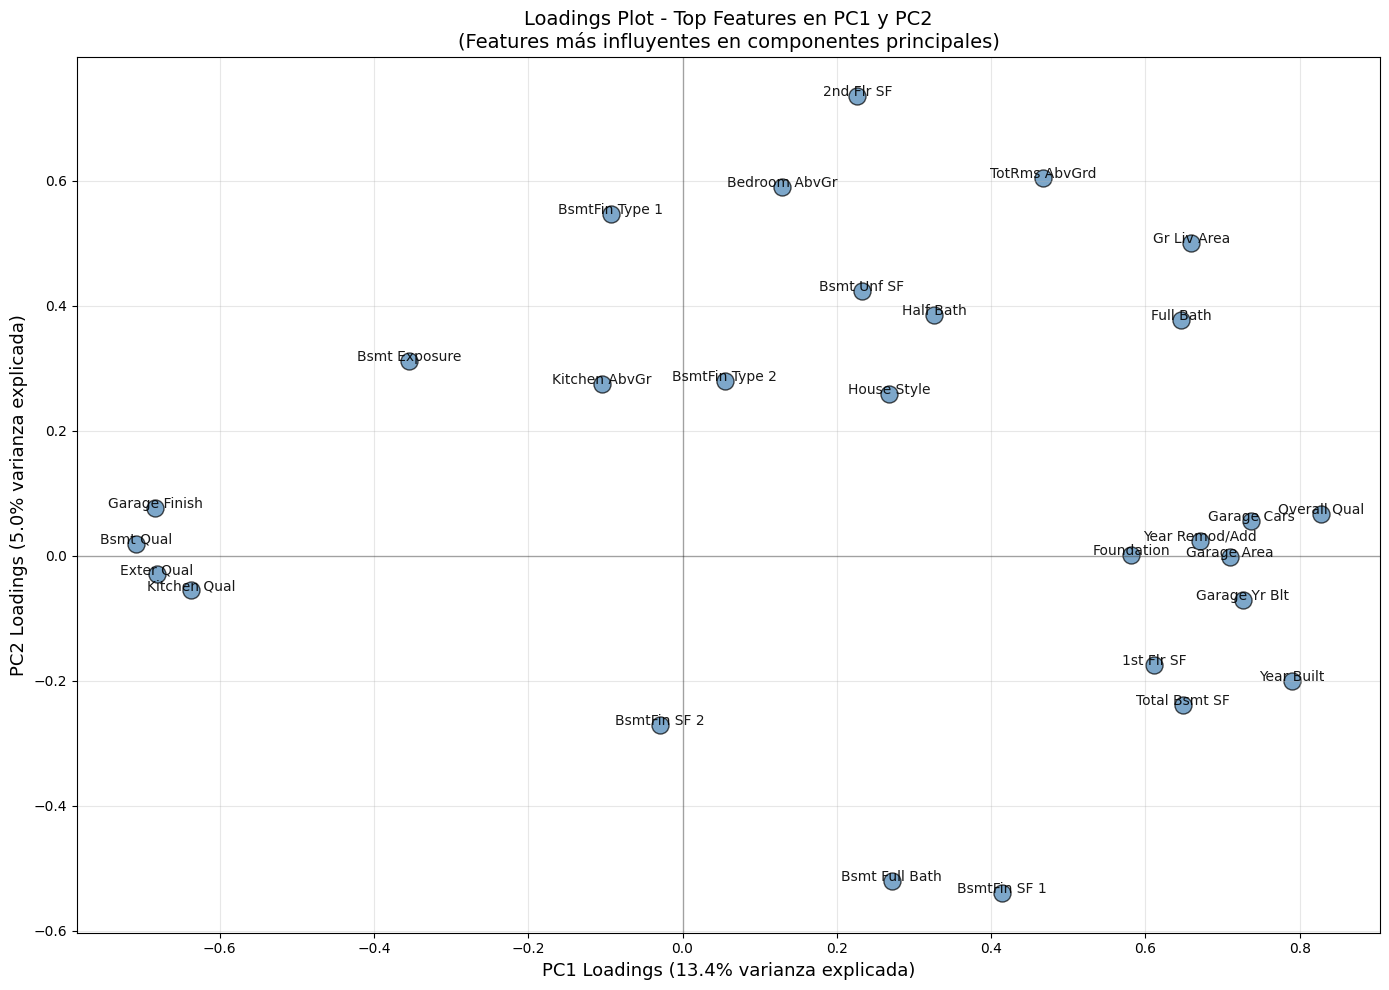 Loadings Plot - Top Features en PC1 y PC2
(Features más influyentes en componentes principales)
2nd Flr SF
TotRms AbvGrd
Bedroom AbvGr
BsmtFin Type 1
Gr Liv Area
Bsmt Unf SF
Half Bath
Full Bath
Bsmt Exposure
Kitchen AbvGr
BsmtFin Type 2
House Style
Garage Finish
Overall Qual
Garage Cars
Bsmt Qual
Year Remod/Add
Foundation
Garage Area
Exter Qual
Kitchen Qual
Garage Yr Blt
1st Flr SF
Year Built
Total Bsmt SF
BsmtFin SF 2
Bsmt Full Bath
BsmtFin SF 1
0.6
0.4
0.2
0.0
−0.2
−0.4
−0.6
PC2 Loadings (5.0% varianza explicada)
−0.6
−0.4
−0.2
0.0
0.2
0.4
0.6
0.8
PC1 Loadings (13.4% varianza explicada)